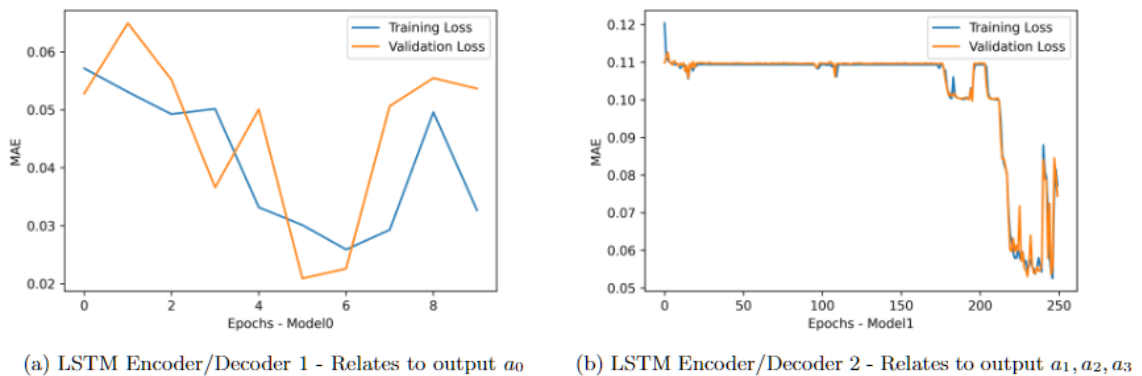 Training Loss
Validation Loss
0.06
0.05
0.04
0.03
0.02
MAE
0 2 4 6 8
Epochs - Model0
Training Loss
Validation Loss
0.12
0.11
0.10
0.09
0.08
0.07
0.06
0.05
MAE
0 50 100 150 200 250
Epochs - Model1
(a) LSTM Encoder/Decoder 1 - Relates to output a₀
(b) LSTM Encoder/Decoder 2 - Relates to output a₁, a₂, a₃